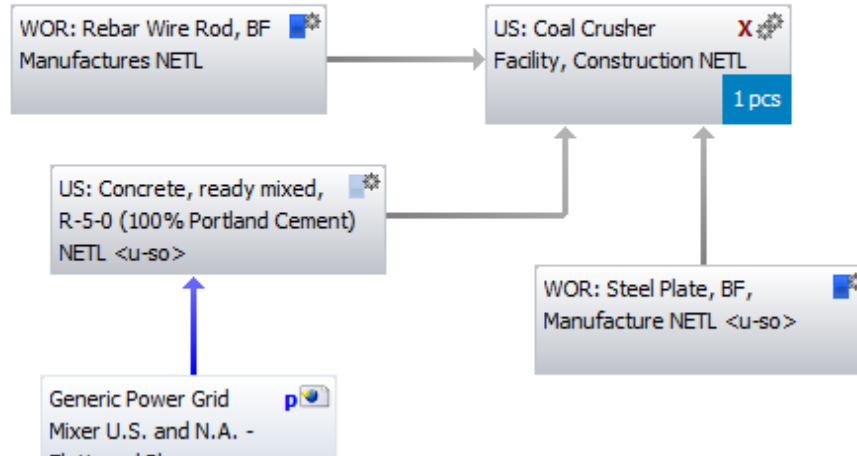 WOR: Rebar Wire Rod, BF
Manufactures NETL
US: Coal Crusher X
Facility, Construction NETL
1 pcs
US: Concrete, ready mixed,
R-5-0 (100% Portland Cement)
NETL <u-so>
WOR: Steel Plate, BF,
Manufacture NETL <u-so>
Generic Power Grid p
Mixer U.S. and N.A. -